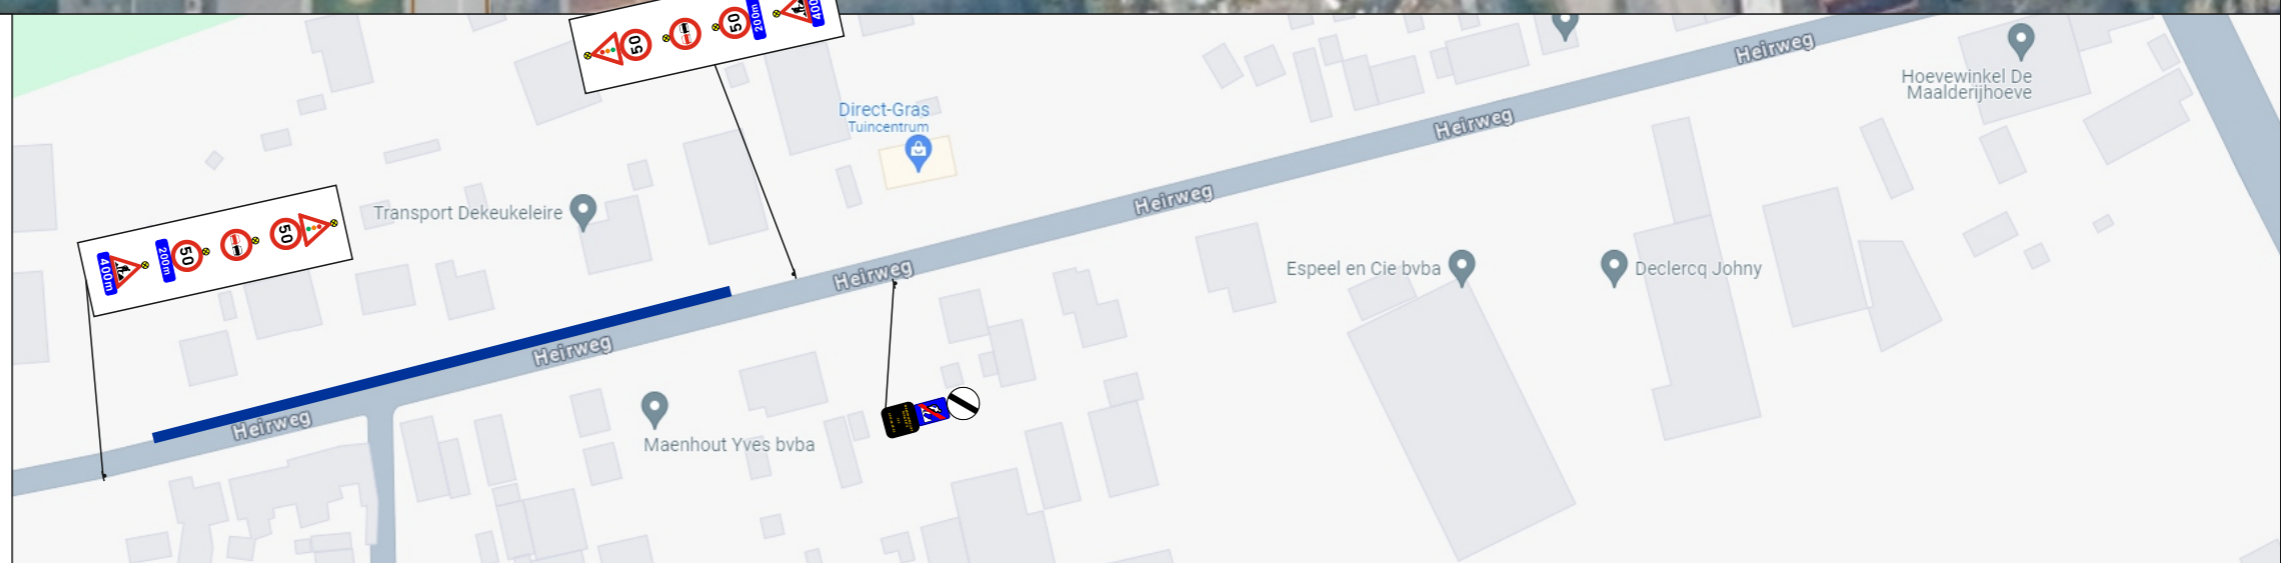 50
50
200m
400
Heirweg
Hoevewinkel De
Maalderijhoeve
Direct-Gras
Tuincentrum
Heirweg
Heirweg
Transport Dekeukeleire
400m
200m
50
50
Heirweg
Espeel en Cie bvba
Declercq Johny
Heirweg
Heirweg
Maenhout Yves bvba